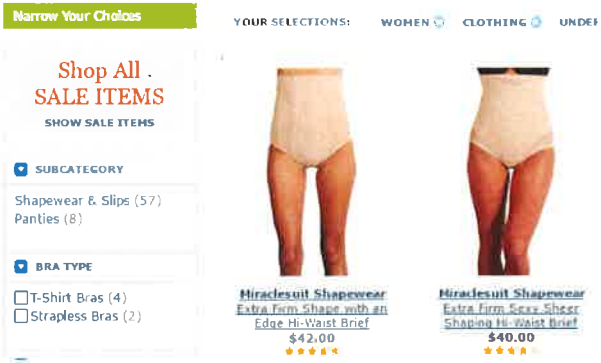 Narrow Your Choices
YOUR SELECTIONS: WOMEN CLOTHING UNDER
Shop All
SALE ITEMS
SHOW SALE ITEMS
SUBCATEGORY
Shapewear & Slips (57)
Panties (8)
BRA TYPE
T-Shirt Bras (4)
Strapless Bras (2)
Miraclesuit Shapewear
Extra Firm Shape with an
Edge Hi-Waist Brief
$42.00
Miraclesuit Shapewear
Extra Firm Sexy Sheer
Shaping Hi-Waist Brief
$40.00